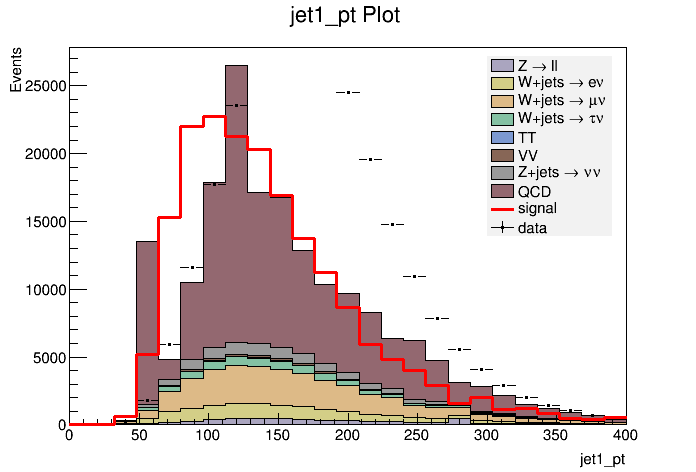 jet1_pt Plot
Events
Z → ll
W+jets → eν
W+jets → μν
W+jets → τν
TT
VV
Z+jets → νν
QCD
signal
data
25000
20000
15000
10000
5000
0
0 50 100 150 200 250 300 350 400
jet1_pt